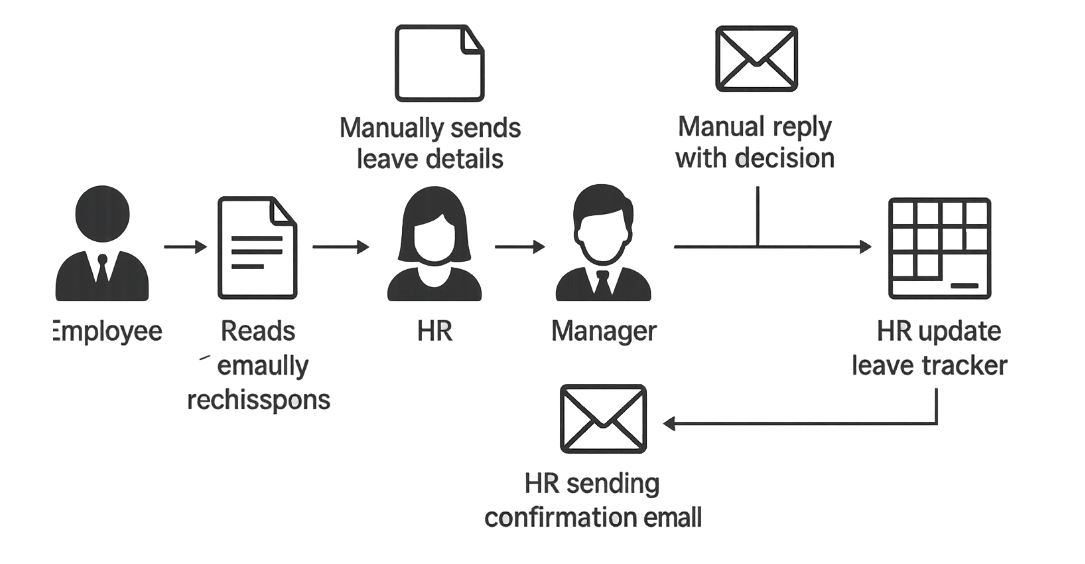 Manually sends
leave details
Manual reply
with decision
Employee
Reads
emaully
rechisspons
HR
Manager
HR update
leave tracker
HR sending
confirmation emall